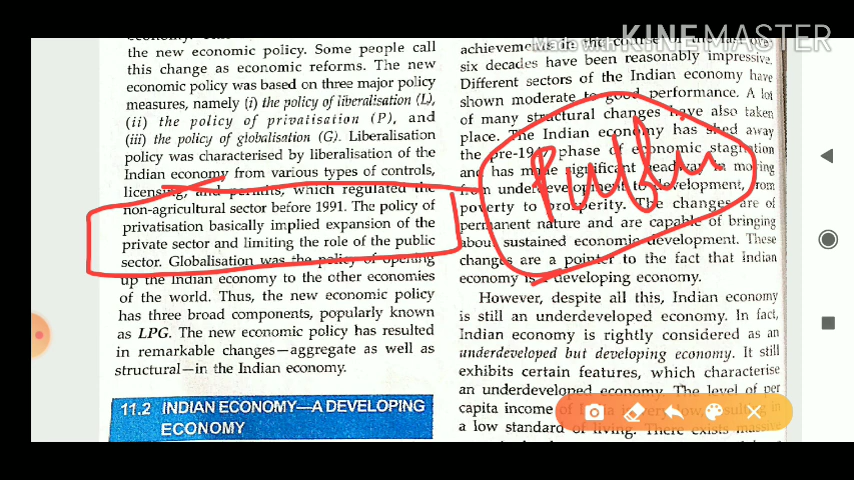 Made with KINEMASTER
the new economic policy. Some people call
this change as economic reforms. The new
economic policy was based on three major policy
measures, namely (i) the policy of liberalisation (L),
(ii) the policy of privatisation (P), and
(iii) the policy of globalisation (G). Liberalisation
policy was characterised by liberalisation of the
Indian economy from various types of controls,
licensing, and permits, which regulated the
non-agricultural sector before 1991. The policy of
privatisation basically implied expansion of the
private sector and limiting the role of the public
sector. Globalisation was the policy of opening
up the Indian economy to the other economies
of the world. Thus, the new economic policy
has three broad components, popularly known
as LPG. The new economic policy has resulted
in remarkable changes—aggregate as well as
structural—in the Indian economy.
11.2 INDIAN ECONOMY—A DEVELOPING
ECONOMY
achievements in the course of the last over
six decades have been reasonably impressive.
Different sectors of the Indian economy have
shown moderate to good performance. A lot
of many structural changes have also taken
place. The Indian economy has shed away
the pre-1947 phase of economic stagnation
and has made significant headway in moving
from underdevelopment to development, from
poverty to prosperity. The changes are of
permanent nature and are capable of bringing
about sustained economic development. These
changes are a pointer to the fact that Indian
economy is a developing economy.
However, despite all this, Indian economy
is still an underdeveloped economy. In fact,
Indian economy is rightly considered as an
underdeveloped but developing economy. It still
exhibits certain features, which characterise
an underdeveloped economy. The level of per
capita income of
a low standard of living. There exists